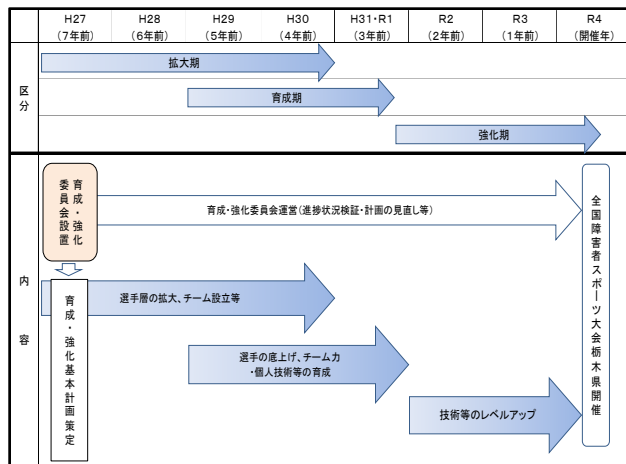 H27
(7年前)
H28
(6年前)
H29
(5年前)
H30
(4年前)
H31・R1
(3年前)
R2
(2年前)
R3
(1年前)
R4
(開催年)
区分
拡大期
育成期
強化期
内容
育成・強化
委員会設置
育成・強化委員会運営(進捗状況検証・計画の見直し等)
育成・強化基本計画策定
選手層の拡大、チーム設立等
選手の底上げ、チーム力
・個人技術等の育成
技術等のレベルアップ
全国障害者スポーツ大会栃木県開催